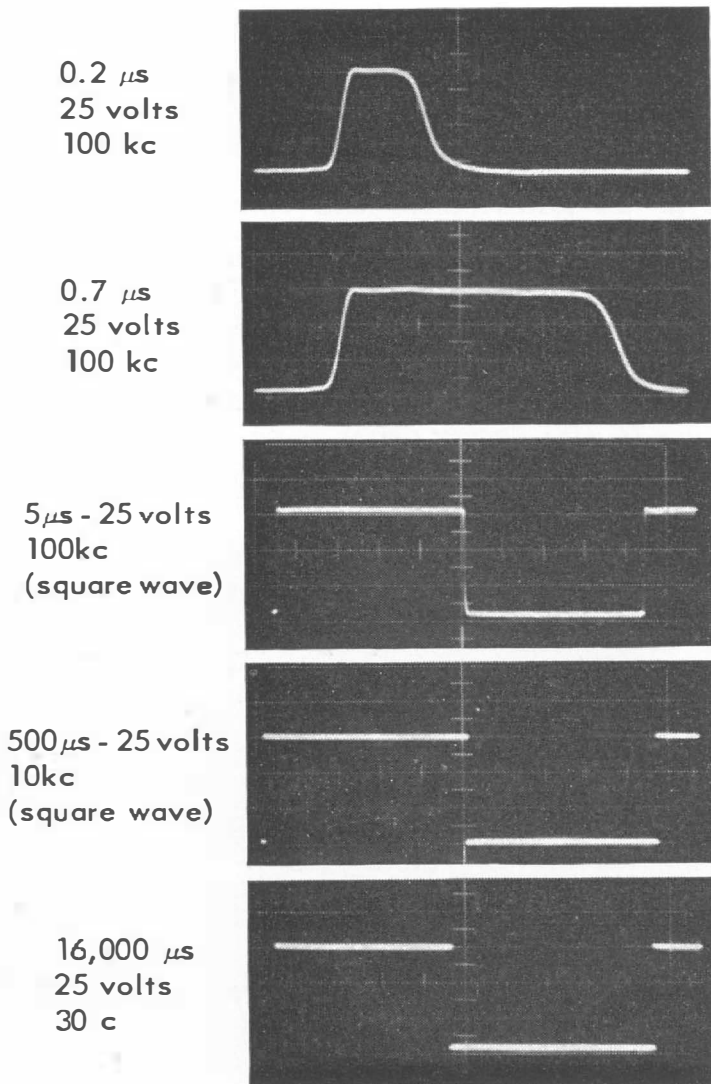 0.2 μs
25 volts
100 kc
0.7 μs
25 volts
100 kc
5μs - 25 volts
100kc
(square wave)
500μs - 25 volts
10kc
(square wave)
16,000 μs
25 volts
30 c